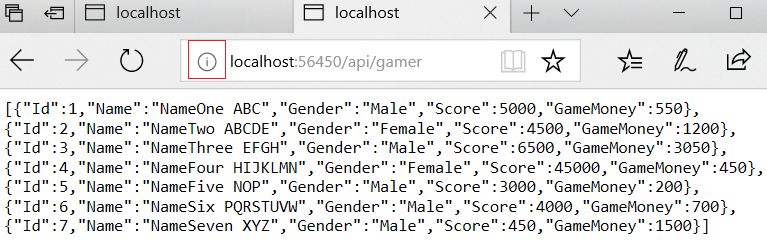 localhost
localhost
localhost:56450/api/gamer
[{"Id":1,"Name":"NameOne ABC","Gender":"Male","Score":5000,"GameMoney":550},
{"Id":2,"Name":"NameTwo ABCDE","Gender":"Female","Score":4500,"GameMoney":1200},
{"Id":3,"Name":"NameThree EFGH","Gender":"Male","Score":6500,"GameMoney":3050},
{"Id":4,"Name":"NameFour HIJKLMN","Gender":"Female","Score":45000,"GameMoney":450},
{"Id":5,"Name":"NameFive NOP","Gender":"Male","Score":3000,"GameMoney":200},
{"Id":6,"Name":"NameSix PQRSTUVW","Gender":"Male","Score":4000,"GameMoney":700},
{"Id":7,"Name":"NameSeven XYZ","Gender":"Male","Score":450,"GameMoney":1500}]